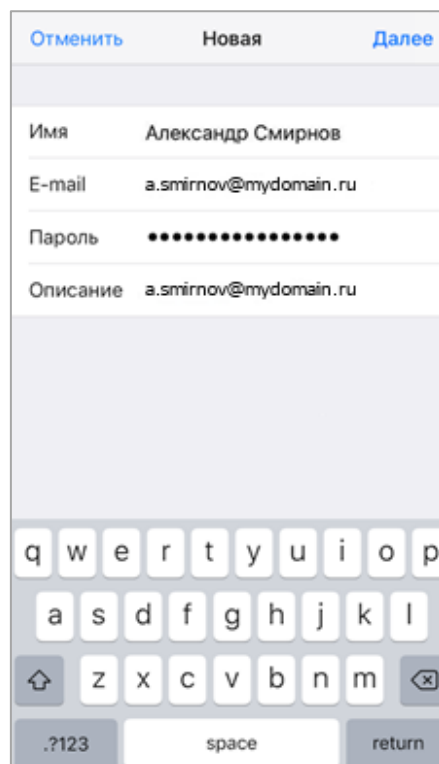 Отменить Новая Далее
Имя Александр Смирнов
E-mail a.smirnov@mydomain.ru
Пароль ••••••••••••••••
Описание a.smirnov@mydomain.ru
q w e r t y u i o p
a s d f g h j k l
z x c v b n m
.?123 space return